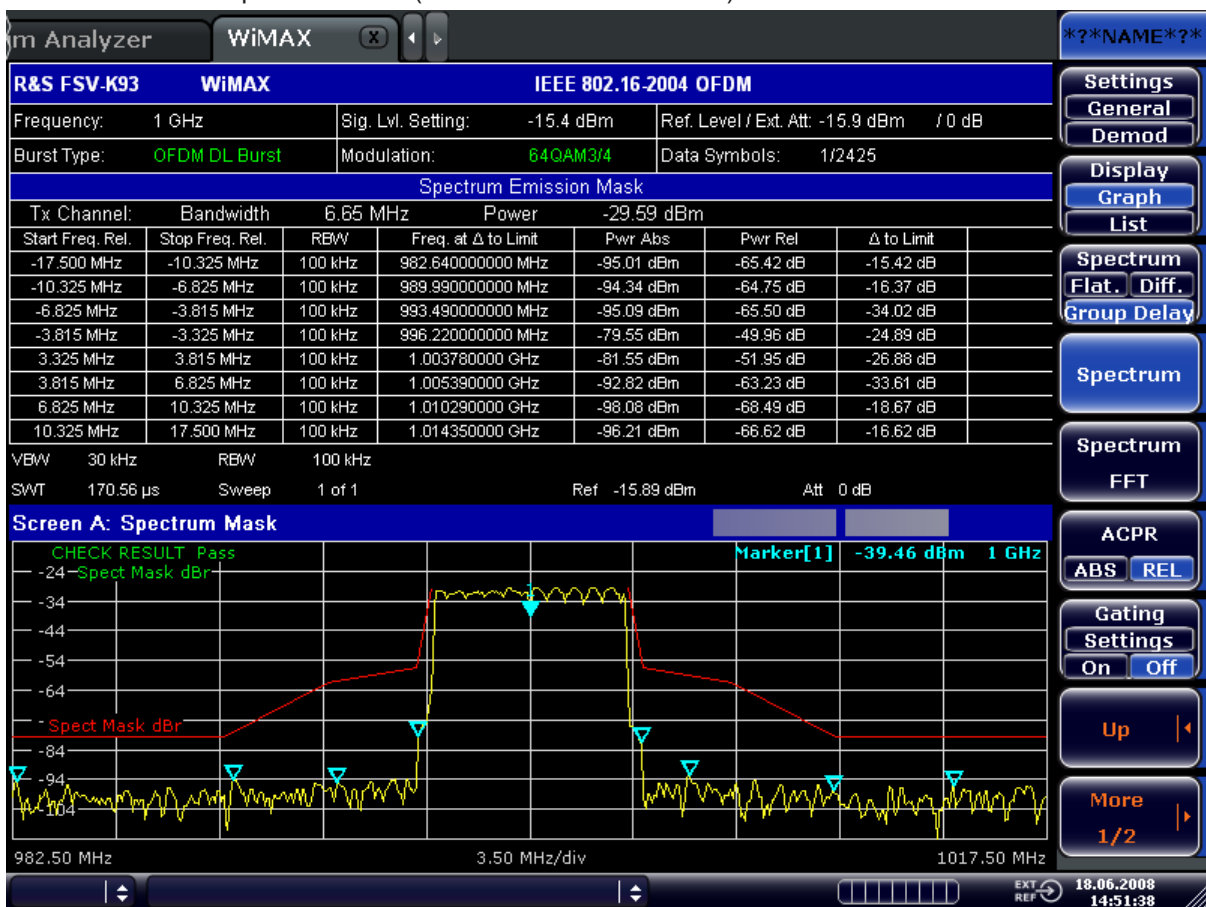 m Analyzer WiMAX X
*?*NAME*?*
R&S FSV-K93 WiMAX IEEE 802.16-2004 OFDM
Frequency: 1 GHz Sig. Lvl. Setting: -15.4 dBm Ref. Level / Ext. Att: -15.9 dBm / 0 dB
Burst Type: OFDM DL Burst Modulation: 64QAM3/4 Data Symbols: 1/2425
Spectrum Emission Mask
Tx Channel: Bandwidth 6.65 MHz Power -29.59 dBm
Start Freq. Rel. Stop Freq. Rel. RBW Freq. at Δ to Limit Pwr Abs Pwr Rel Δ to Limit
-17.500 MHz -10.325 MHz 100 kHz 982.640000000 MHz -95.01 dBm -65.42 dB -15.42 dB
-10.325 MHz -6.825 MHz 100 kHz 989.990000000 MHz -94.34 dBm -64.75 dB -16.37 dB
-6.825 MHz -3.815 MHz 100 kHz 993.490000000 MHz -95.09 dBm -65.50 dB -34.02 dB
-3.815 MHz -3.325 MHz 100 kHz 996.220000000 MHz -79.55 dBm -49.96 dB -24.89 dB
3.325 MHz 3.815 MHz 100 kHz 1.003780000 GHz -81.55 dBm -51.95 dB -26.88 dB
3.815 MHz 6.825 MHz 100 kHz 1.005390000 GHz -92.82 dBm -63.23 dB -33.61 dB
6.825 MHz 10.325 MHz 100 kHz 1.010290000 GHz -98.08 dBm -68.49 dB -18.67 dB
10.325 MHz 17.500 MHz 100 kHz 1.014350000 GHz -96.21 dBm -66.62 dB -16.62 dB
VBW 30 kHz RBW 100 kHz
SWT 170.56 µs Sweep 1 of 1 Ref -15.89 dBm Att 0 dB
Screen A: Spectrum Mask
CHECK RESULT Pass
Marker[1] -39.46 dBm 1 GHz
-24 Spect Mask dBr
1
-34
-44
-54
-64
Spect Mask dBr
-84
-94
-104
982.50 MHz 3.50 MHz/div 1017.50 MHz
Settings
General
Demod
Display
Graph
List
Spectrum
Flat. Diff.
Group Delay
Spectrum
Spectrum
FFT
ACPR
ABS REL
Gating
Settings
On Off
Up
More
1/2
EXT REF
18.06.2008
14:51:38